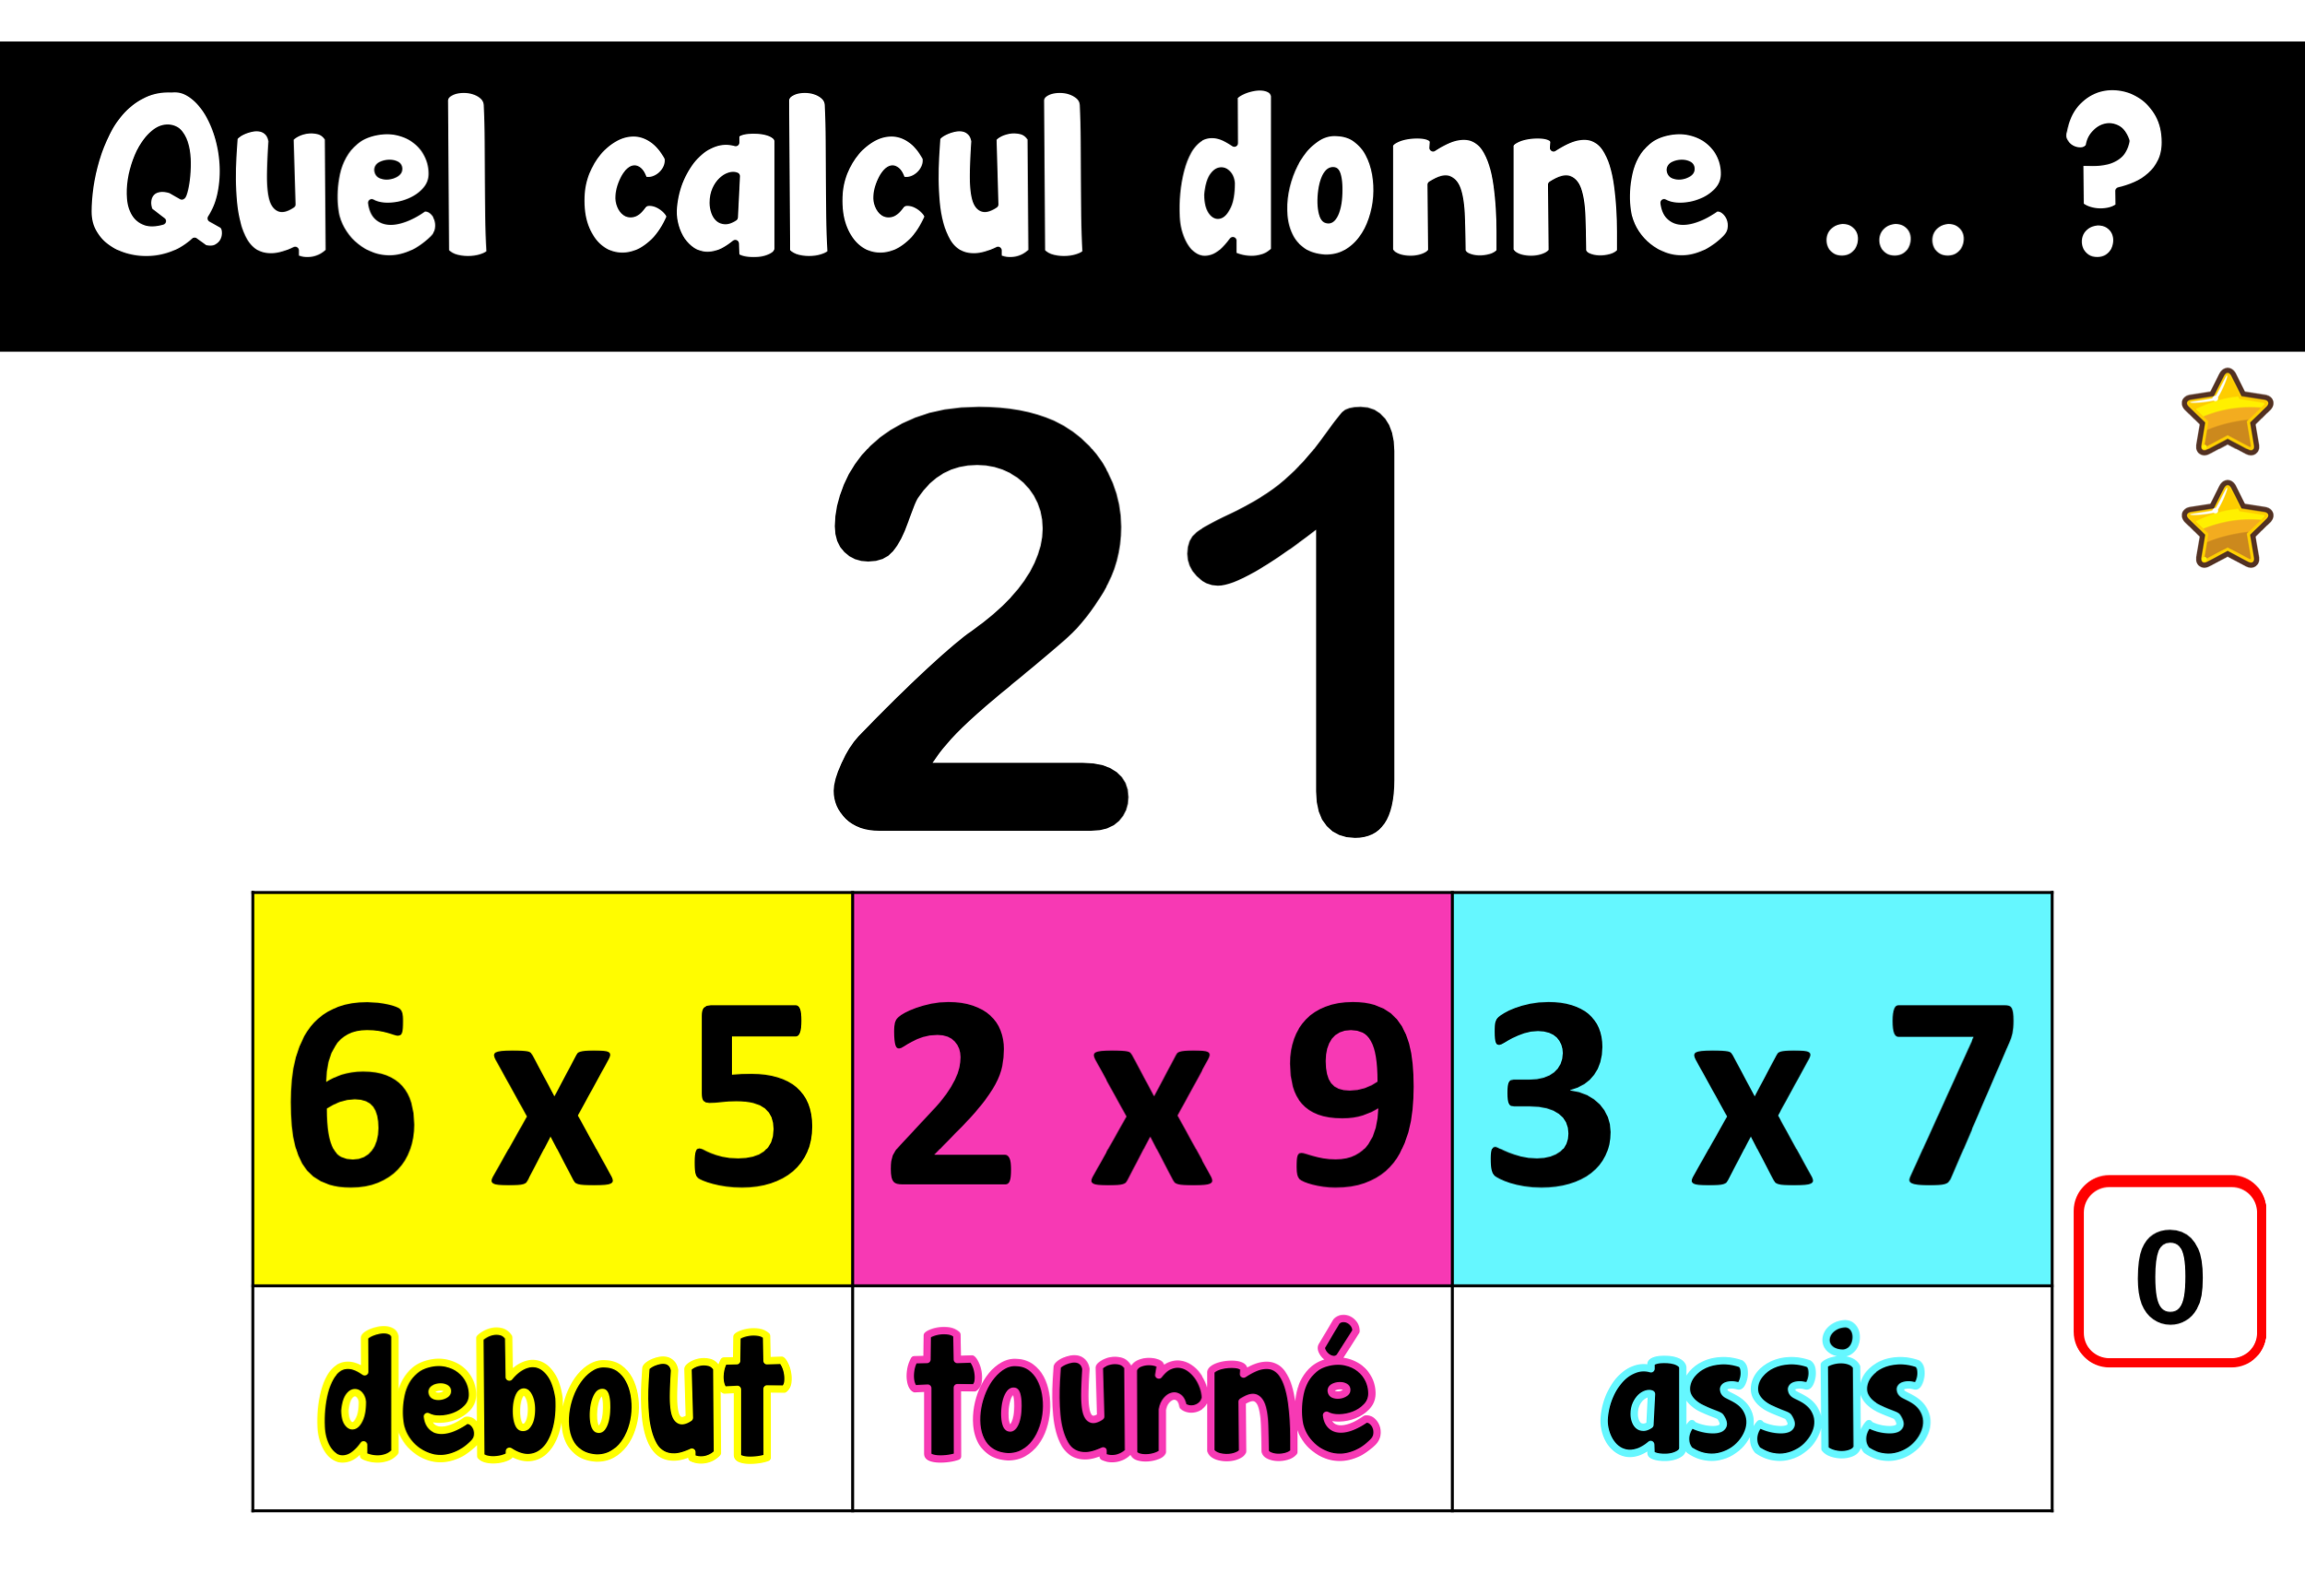 Quel calcul donne ... ?
21
6 x 5 2 x 9 3 x 7
0
debout tourné assis